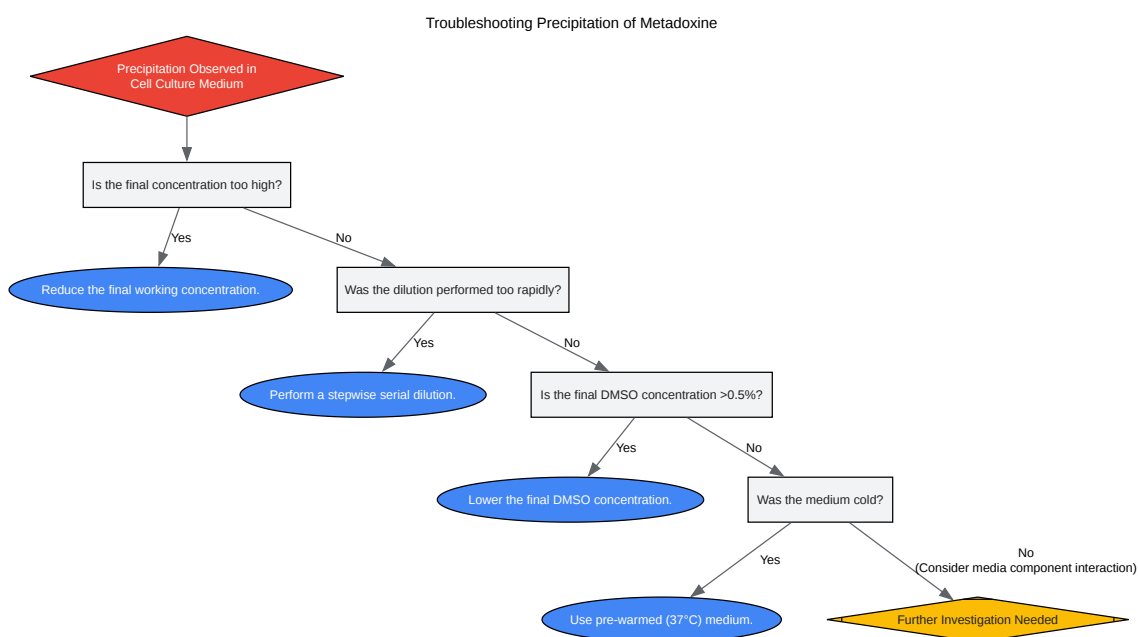 Troubleshooting Precipitation of Metadoxine
Precipitation Observed in
Cell Culture Medium
Is the final concentration too high?
Yes
No
Reduce the final working concentration.
Was the dilution performed too rapidly?
Yes
No
Perform a stepwise serial dilution.
Is the final DMSO concentration >0.5%?
Yes
No
Lower the final DMSO concentration.
Was the medium cold?
Yes
No
(Consider media component interaction)
Use pre-warmed (37°C) medium.
Further Investigation Needed